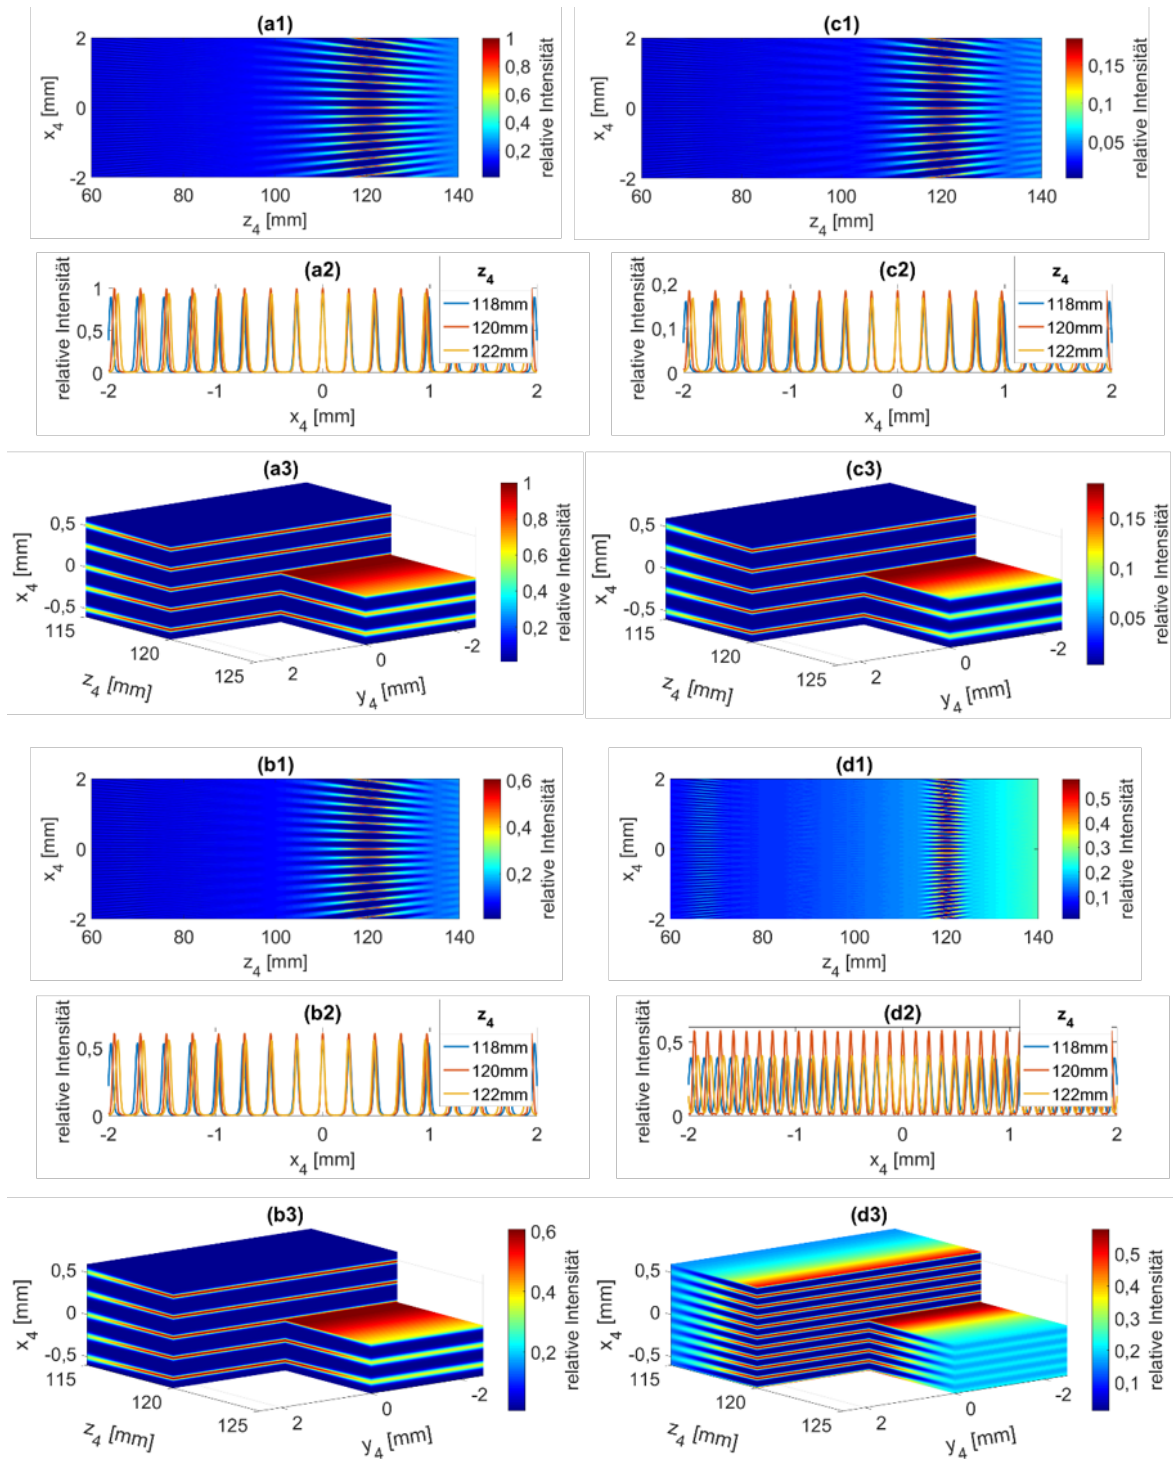 (a1)
x4 [mm]
2
0
-2
60 80 100 120 140
z4 [mm]
1
0,8
0,6
0,4
0,2
relative Intensität
(c1)
x4 [mm]
2
0
-2
60 80 100 120 140
z4 [mm]
0,15
0,1
0,05
relative Intensität
(a2)
relative Intensität
1
0,5
0
-2 -1 0 1 2
x4 [mm]
z4
118mm
120mm
122mm
(c2)
relative Intensität
0,2
0,1
0
-2 -1 0 1 2
x4 [mm]
z4
118mm
120mm
122mm
(a3)
x4 [mm]
0,5
0
-0,5
115
120
125
z4 [mm]
2
0
-2
y4 [mm]
1
0,8
0,6
0,4
0,2
relative Intensität
(c3)
x4 [mm]
0,5
0
-0,5
115
120
125
z4 [mm]
2
0
-2
y4 [mm]
0,15
0,1
0,05
relative Intensität
(b1)
x4 [mm]
2
0
-2
60 80 100 120 140
z4 [mm]
0,6
0,4
0,2
relative Intensität
(d1)
x4 [mm]
2
0
-2
60 80 100 120 140
z4 [mm]
0,5
0,4
0,3
0,2
0,1
relative Intensität
(b2)
relative Intensität
0,5
0
-2 -1 0 1 2
x4 [mm]
z4
118mm
120mm
122mm
(d2)
relative Intensität
0,5
0
-2 -1 0 1 2
x4 [mm]
z4
118mm
120mm
122mm
(b3)
x4 [mm]
0,5
0
-0,5
115
120
125
z4 [mm]
2
0
-2
y4 [mm]
0,6
0,4
0,2
relative Intensität
(d3)
x4 [mm]
0,5
0
-0,5
115
120
125
z4 [mm]
2
0
-2
y4 [mm]
0,5
0,4
0,3
0,2
0,1
relative Intensität